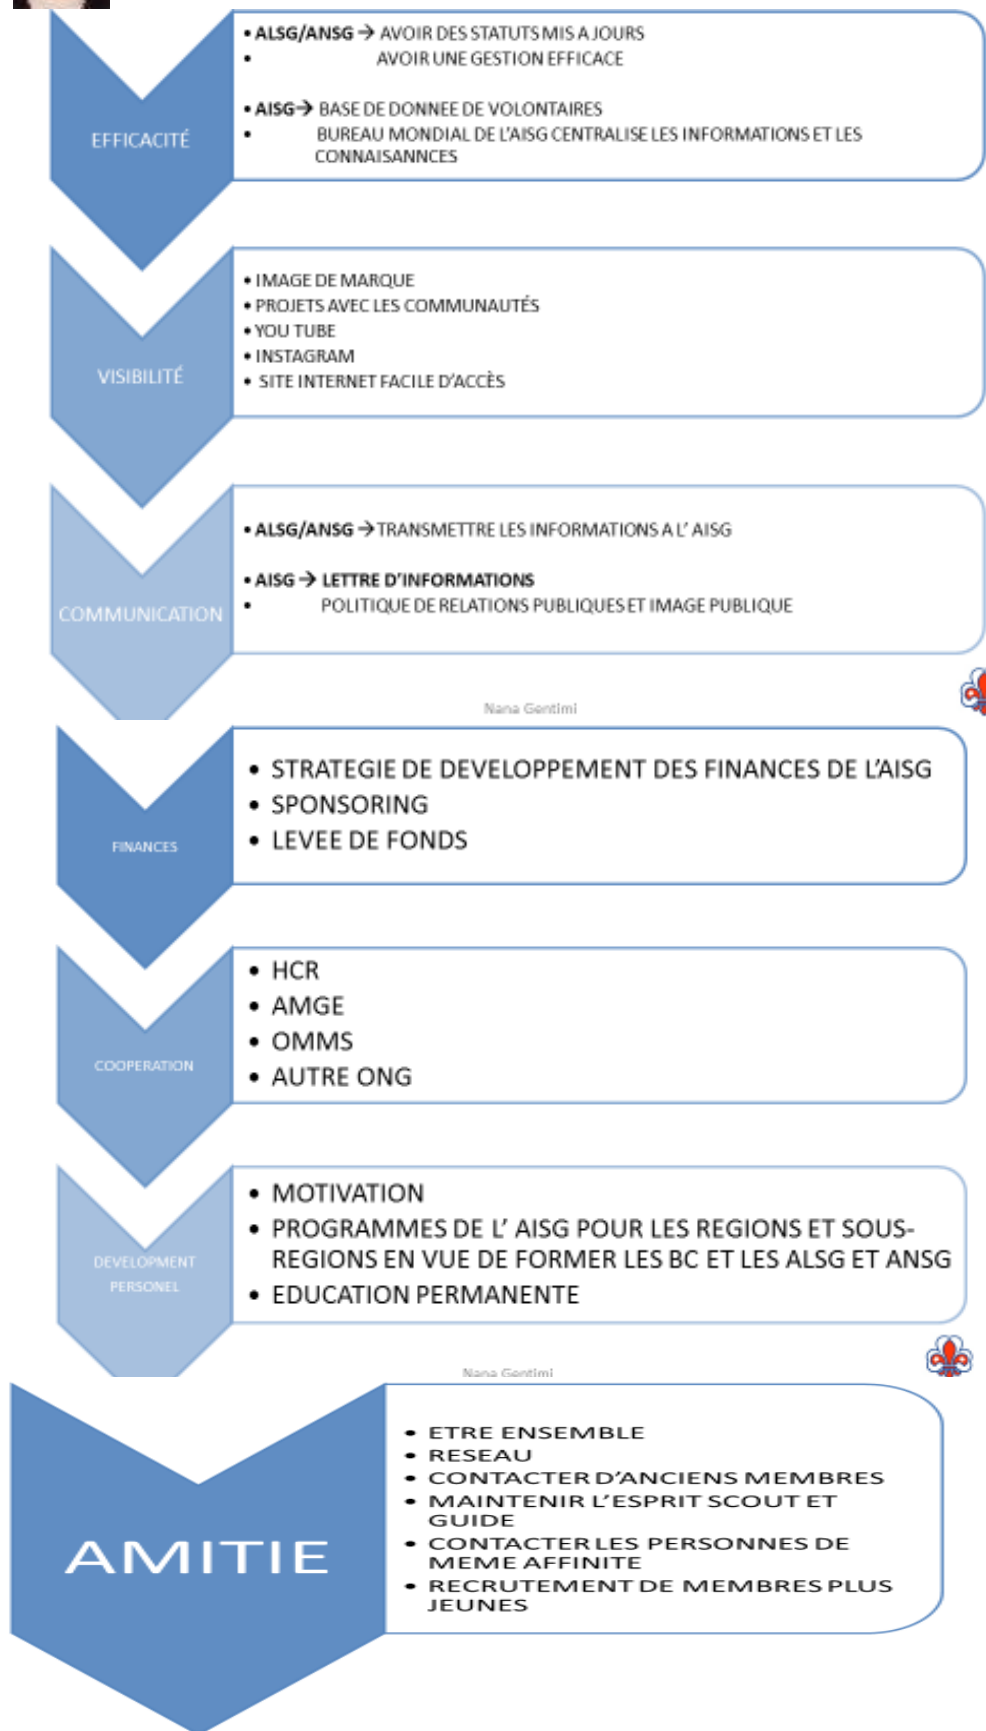 EFFICACITÉ
• ALSG/ANSG → AVOIR DES STATUTS MIS A JOURS
• AVOIR UNE GESTION EFFICACE
• AISG→ BASE DE DONNEE DE VOLONTAIRES
• BUREAU MONDIAL DE L'AISG CENTRALISE LES INFORMATIONS ET LES
CONNAISANNCES
VISIBILITÉ
• IMAGE DE MARQUE
• PROJETS AVEC LES COMMUNAUTÉS
• YOU TUBE
• INSTAGRAM
• SITE INTERNET FACILE D'ACCÈS
COMMUNICATION
• ALSG/ANSG → TRANSMETTRE LES INFORMATIONS A L' AISG
• AISG → LETTRE D'INFORMATIONS
• POLITIQUE DE RELATIONS PUBLIQUES ET IMAGE PUBLIQUE
Nana Gentimi
FINANCES
• STRATEGIE DE DEVELOPPEMENT DES FINANCES DE L'AISG
• SPONSORING
• LEVEE DE FONDS
COOPERATION
• HCR
• AMGE
• OMMS
• AUTRE ONG
DEVELOPMENT
PERSONEL
• MOTIVATION
• PROGRAMMES DE L' AISG POUR LES REGIONS ET SOUS-
REGIONS EN VUE DE FORMER LES BC ET LES ALSG ET ANSG
• EDUCATION PERMANENTE
Nana Gentimi
AMITIE
• ETRE ENSEMBLE
• RESEAU
• CONTACTER D'ANCIENS MEMBRES
• MAINTENIR L'ESPRIT SCOUT ET
GUIDE
• CONTACTER LES PERSONNES DE
MEME AFFINITE
• RECRUTEMENT DE MEMBRES PLUS
JEUNES